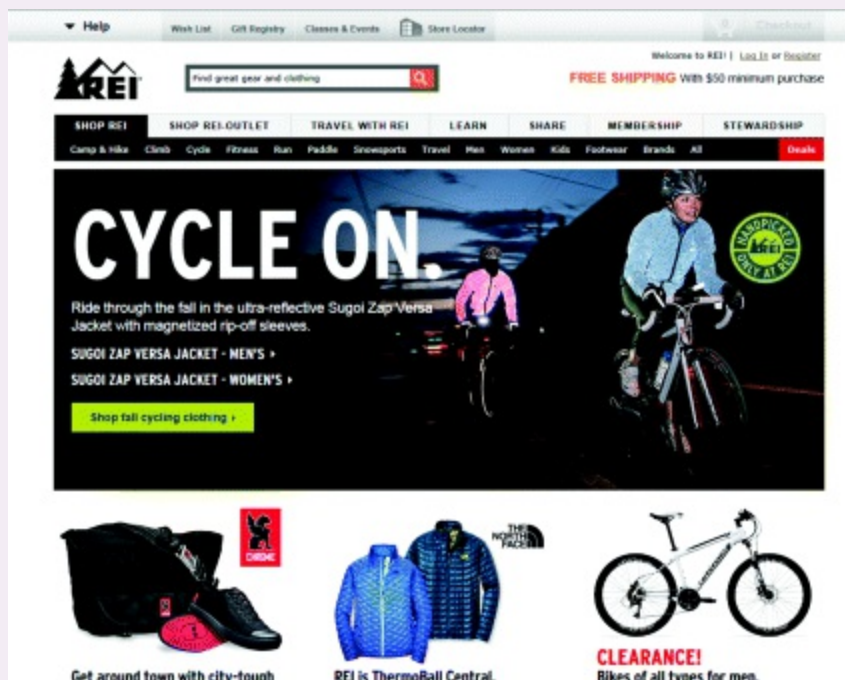 Help
Wish List
Gift Registry
Classes & Events
Store Locator
Checkout
REI
Find great gear and clothing
Welcome to REI! | Log In or Register
FREE SHIPPING With $50 minimum purchase
SHOP REI
SHOP REI-OUTLET
TRAVEL WITH REI
LEARN
SHARE
MEMBERSHIP
STEWARDSHIP
Camp & Hike
Climb
Cycle
Fitness
Run
Paddle
Snowsports
Travel
Men
Women
Kids
Footwear
Brands
All
Deals
CYCLE ON.
HANDPICKED
REI
ONLY AT REI
Ride through the fall in the ultra-reflective Sugoi Zap Versa
Jacket with magnetized rip-off sleeves.
SUGOI ZAP VERSA JACKET - MEN'S
SUGOI ZAP VERSA JACKET - WOMEN'S
Shop fall cycling clothing
CHROME
THE
NORTH
FACE
CLEARANCE!
Get around town with city-tough
REI is ThermoBall Central.
Bikes of all types for men,